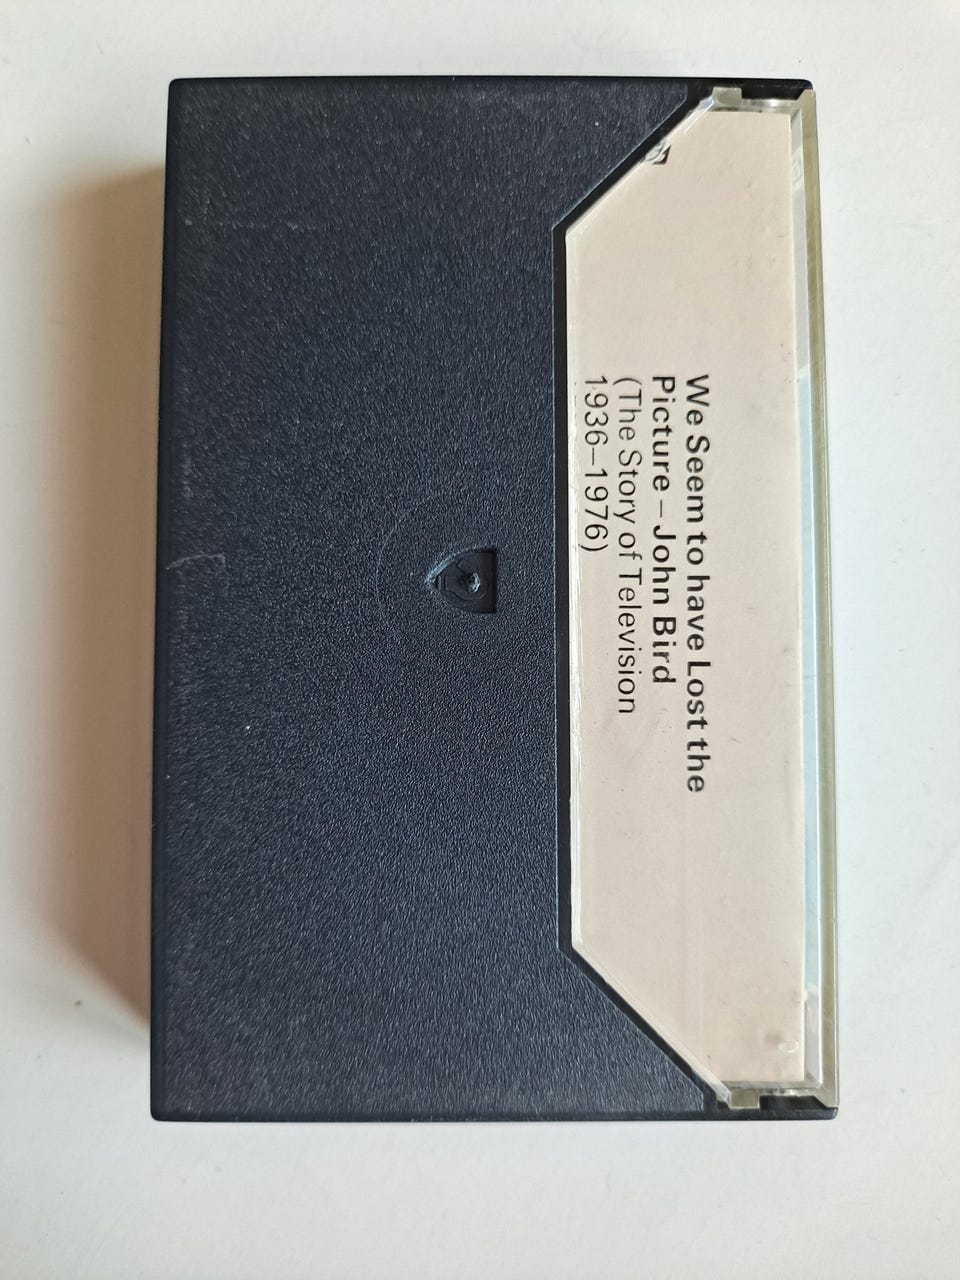 We Seem to have Lost the
Picture – John Bird
(The Story of Television
1936–1976)